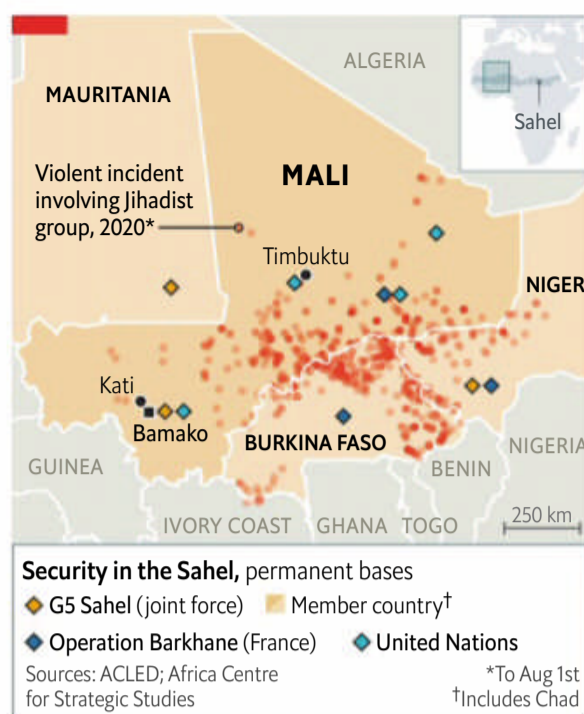 ALGERIA
MAURITANIA
Sahel
MALI
Violent incident
involving Jihadist
group, 2020*
Timbuktu
NIGER
Kati
Bamako
BURKINA FASO
NIGERIA
GUINEA
BENIN
IVORY COAST
GHANA
TOGO
250 km
Security in the Sahel, permanent bases
G5 Sahel (joint force) Member country†
Operation Barkhane (France) United Nations
Sources: ACLED; Africa Centre
for Strategic Studies
*To Aug 1st
†Includes Chad